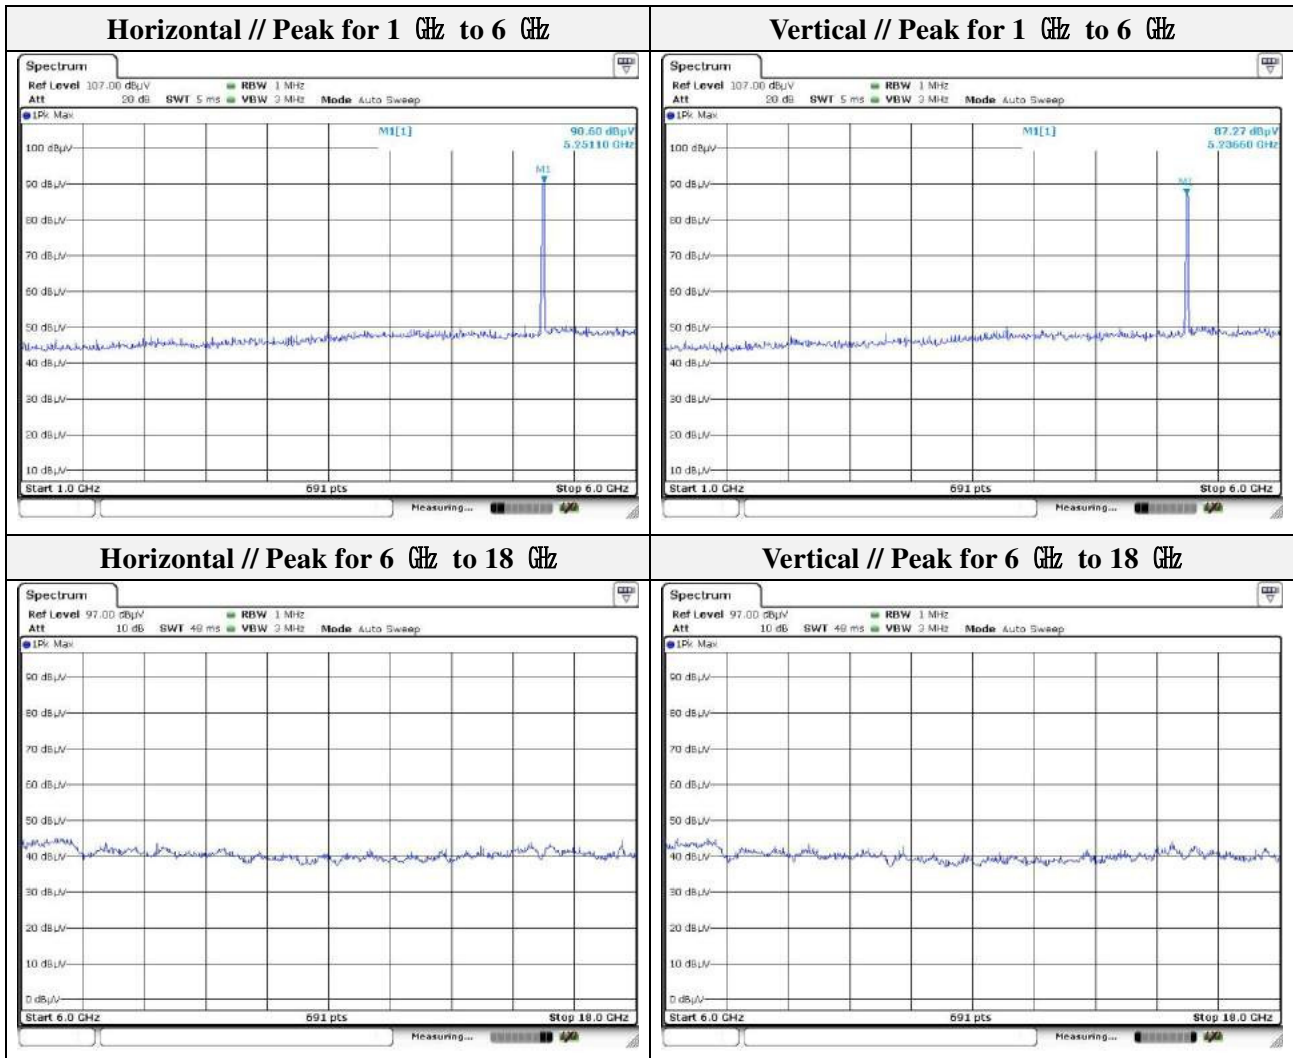 Horizontal // Peak for 1 ㎓ to 6 ㎓
Spectrum
Ref Level 107.00 dBµV RBW 1 MHz
Att 20 dB SWT 5 ms VBW 3 MHz Mode Auto Sweep
1Pk Max
M1[1] 90.60 dBµV
5.25110 GHz
100 dBµV
M1
90 dBµV
80 dBµV
70 dBµV
60 dBµV
50 dBµV
40 dBµV
30 dBµV
20 dBµV
10 dBµV
Start 1.0 GHz 691 pts Stop 6.0 GHz
Measuring...
Vertical // Peak for 1 ㎓ to 6 ㎓
Spectrum
Ref Level 107.00 dBµV RBW 1 MHz
Att 20 dB SWT 5 ms VBW 3 MHz Mode Auto Sweep
1Pk Max
M1[1] 87.27 dBµV
5.23660 GHz
100 dBµV
M1
90 dBµV
80 dBµV
70 dBµV
60 dBµV
50 dBµV
40 dBµV
30 dBµV
20 dBµV
10 dBµV
Start 1.0 GHz 691 pts Stop 6.0 GHz
Measuring...
Horizontal // Peak for 6 ㎓ to 18 ㎓
Spectrum
Ref Level 97.00 dBµV RBW 1 MHz
Att 10 dB SWT 48 ms VBW 3 MHz Mode Auto Sweep
1Pk Max
90 dBµV
80 dBµV
70 dBµV
60 dBµV
50 dBµV
40 dBµV
30 dBµV
20 dBµV
10 dBµV
0 dBµV
Start 6.0 GHz 691 pts Stop 18.0 GHz
Measuring...
Vertical // Peak for 6 ㎓ to 18 ㎓
Spectrum
Ref Level 97.00 dBµV RBW 1 MHz
Att 10 dB SWT 48 ms VBW 3 MHz Mode Auto Sweep
1Pk Max
90 dBµV
80 dBµV
70 dBµV
60 dBµV
50 dBµV
40 dBµV
30 dBµV
20 dBµV
10 dBµV
0 dBµV
Start 6.0 GHz 691 pts Stop 18.0 GHz
Measuring...